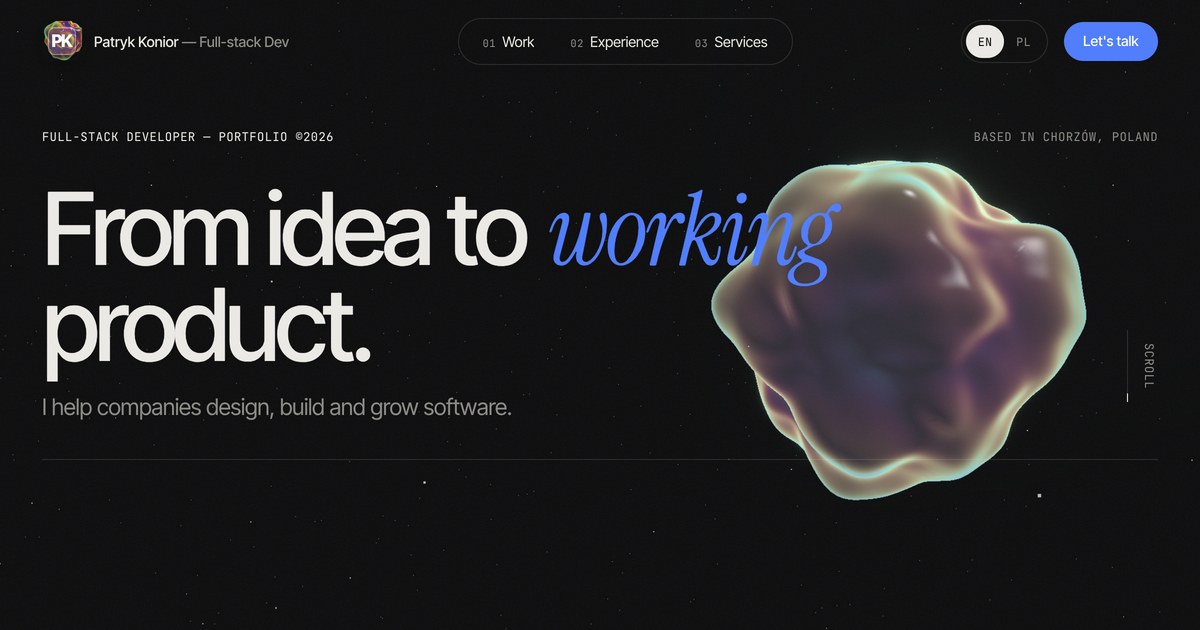 PK
Patryk Konior — Full-stack Dev
01 Work 02 Experience 03 Services
EN PL
Let's talk
FULL-STACK DEVELOPER — PORTFOLIO ©2026
BASED IN CHORZÓW, POLAND
From idea to working
product.
I help companies design, build and grow software.
SCROLL